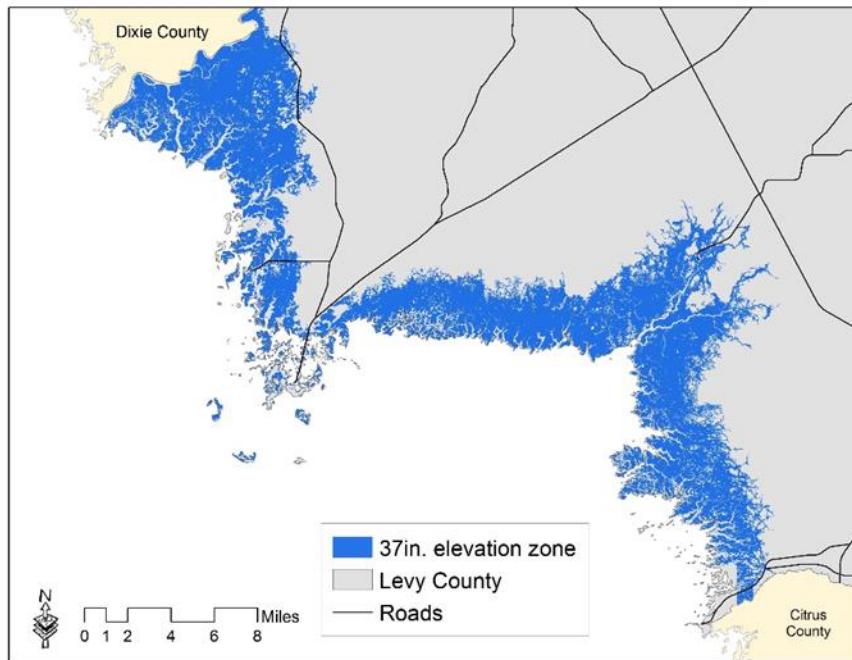 Dixie County
37in. elevation zone
Levy County
Roads
N
Miles
0 1 2 4 6 8
Citrus
County